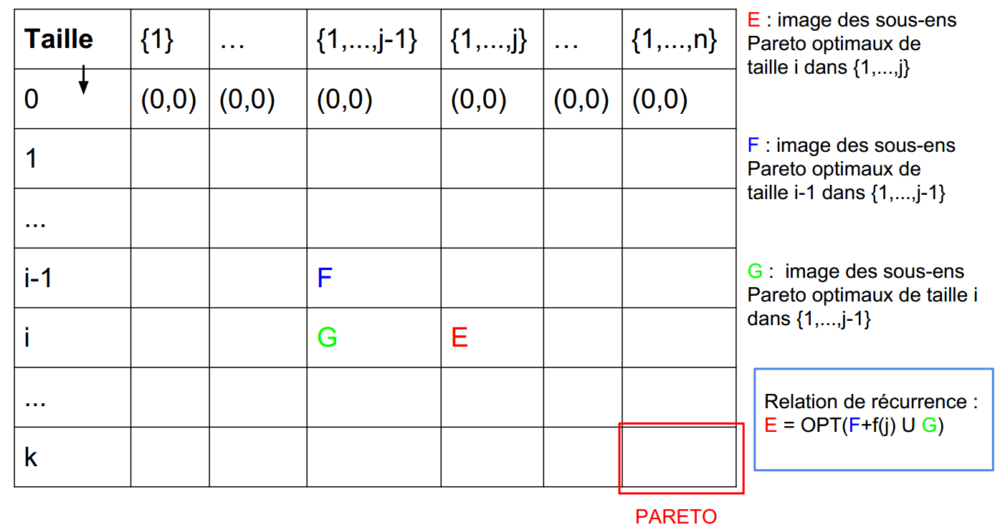 Taille {1} … {1,...,j-1} {1,...,j} … {1,...,n}
0 (0,0) (0,0) (0,0) (0,0) (0,0) (0,0)
1
...
i-1 F
i G E
...
k
PARETO
E : image des sous-ens
Pareto optimaux de
taille i dans {1,...,j}
F : image des sous-ens
Pareto optimaux de
taille i-1 dans {1,...,j-1}
G : image des sous-ens
Pareto optimaux de taille i
dans {1,...,j-1}
Relation de récurrence :
E = OPT(F+f(j) U G)